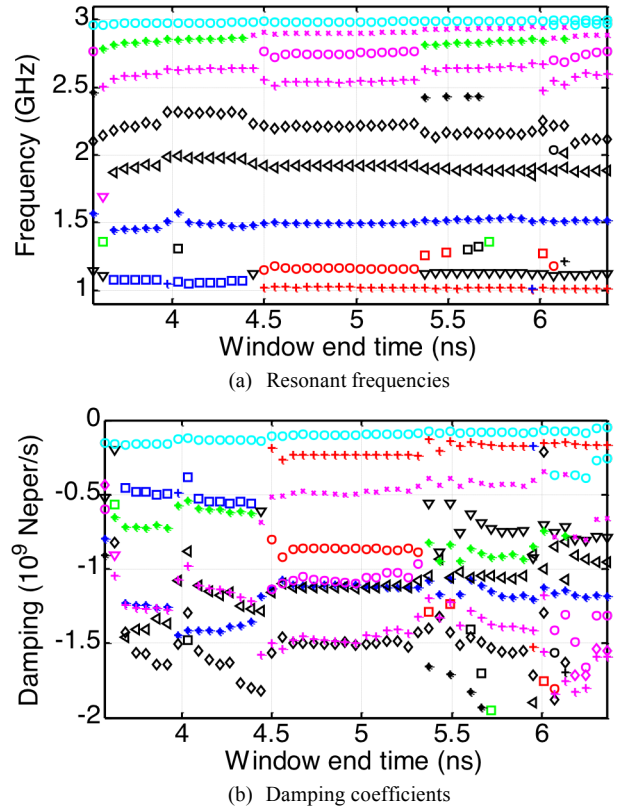 3
2.5
2
1.5
1
Frequency (GHz)
4 4.5 5 5.5 6
Window end time (ns)
(a) Resonant frequencies
0
-0.5
-1
-1.5
-2
Damping (10⁹ Neper/s)
4.0 4.5 5 5.5 6
Window end time (ns)
(b) Damping coefficients